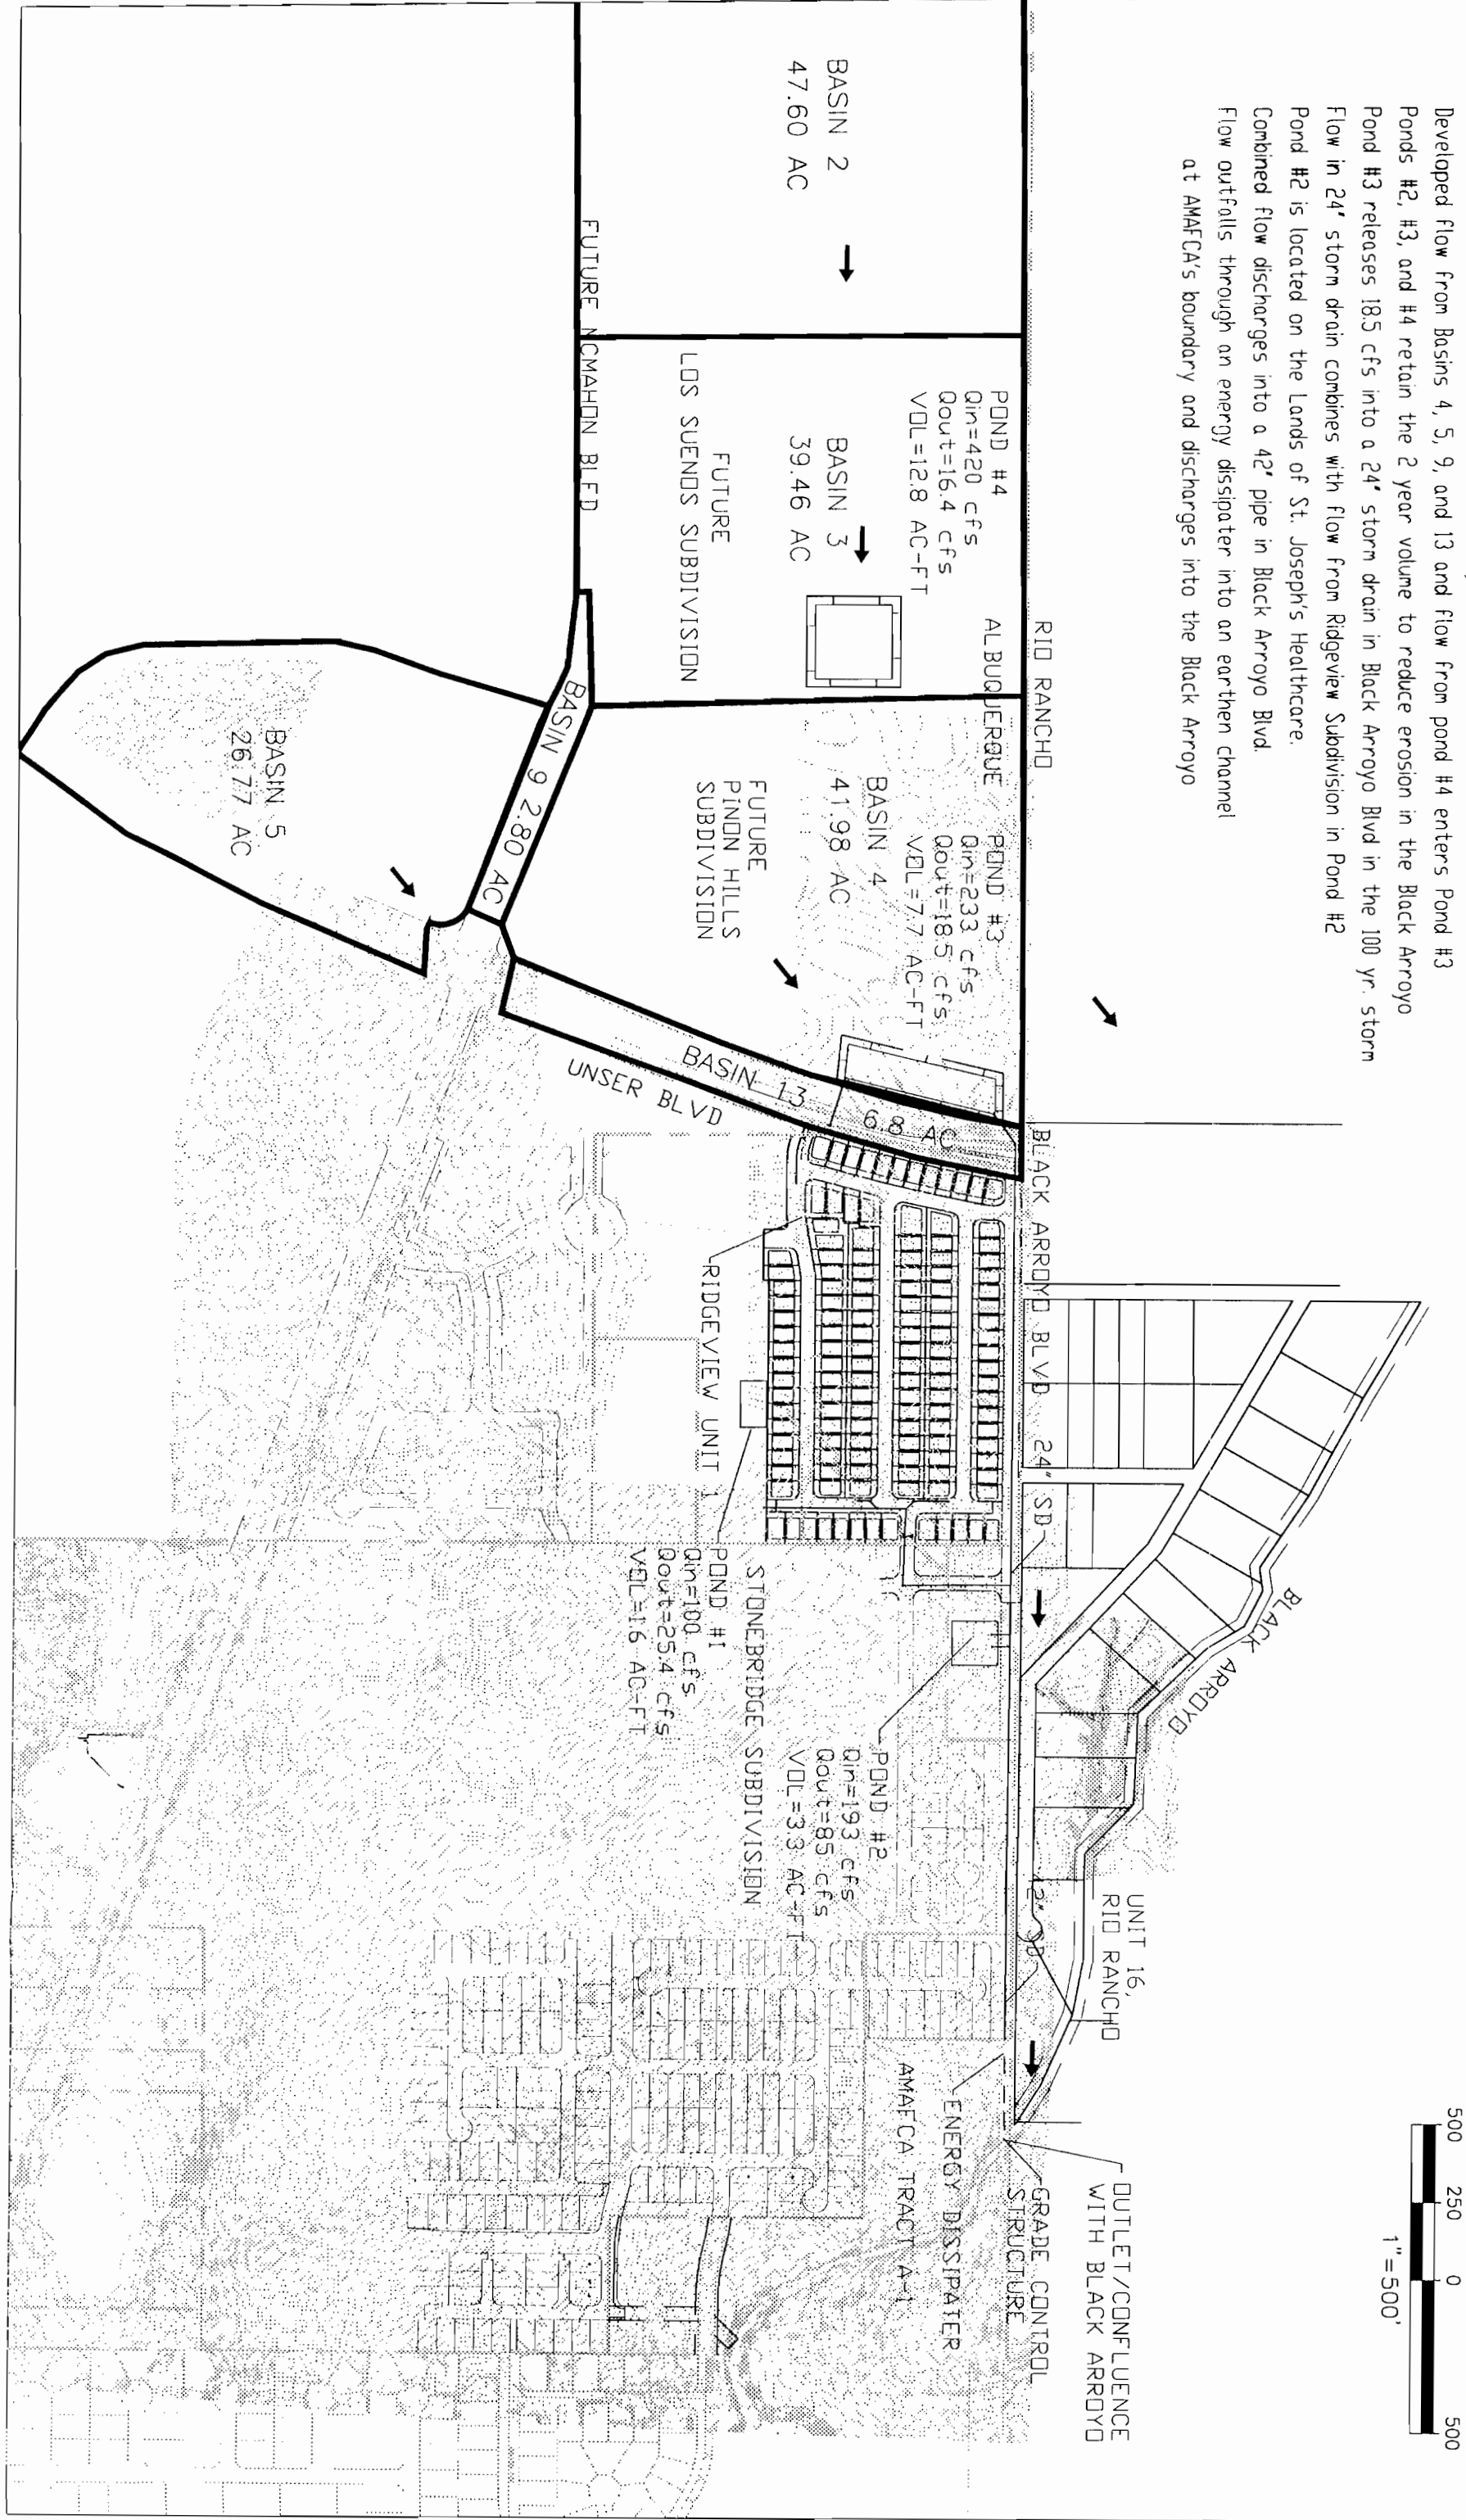 Developed flow from Basins 4, 5, 9, and 13 and flow from pond #4 enters Pond #3
Ponds #2, #3, and #4 retain the 2 year volume to reduce erosion in the Black Arroyo
Pond #3 releases 18.5 cfs into a 24" storm drain in Black Arroyo Blvd in the 100 yr. storm
Flow in 24" storm drain combines with flow from Ridgeview Subdivision in Pond #2
Pond #2 is located on the Lands of St. Joseph's Healthcare.
Combined flow discharges into a 42" pipe in Black Arroyo Blvd.
Flow outfalls through an energy dissipater into an earthen channel
at AMAFCA's boundary and discharges into the Black Arroyo
500
250
0
500
1"=500'
BASIN 2
47.60 AC
RIO RANCHO
ALBUQUERQUE
POND #4
Qin=420 cfs
Qout=16.4 cfs
VOL=12.8 AC-FT
BASIN 3
39.46 AC
FUTURE
LOS SUENOS SUBDIVISION
FUTURE MCMAHON BLFD
POND #3
Qin=233 cfs
Qout=18.5 cfs
VOL=7.7 AC-FT
BASIN 4
41.98 AC
FUTURE
PINON HILLS
SUBDIVISION
BASIN 9 2.80 AC
BASIN 5
26.77 AC
BASIN 13
6.8 AC
UNSER BLVD
BLACK ARROYO BLVD
24" SD
RIDGEVIEW UNIT 1
BLACK ARROYO
POND #1
Qin=100 cfs
Qout=25.4 cfs
VOL=1.6 AC-FT
STONEBRIDGE SUBDIVISION
POND #2
Qin=193 cfs
Qout=85 cfs
VOL=3.3 AC-FT
42" SD
UNIT 16,
RIO RANCHO
OUTLET/CONFLUENCE
WITH BLACK ARROYO
GRADE CONTROL
STRUCTURE
ENERGY DISSIPATER
AMAFCA TRACT A-1